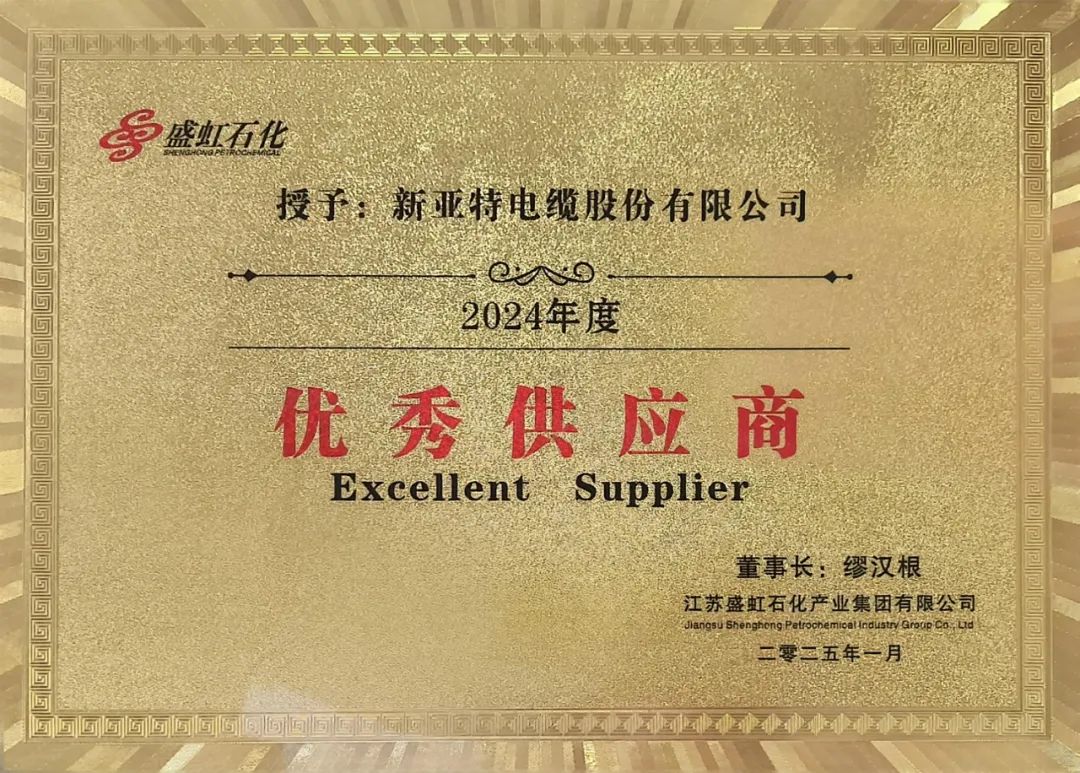 盛虹石化
SHENGHONG PETROCHEMICAL
授予：新亚特电缆股份有限公司
2024年度
优秀供应商
Excellent Supplier
董事长：缪汉根
江苏盛虹石化产业集团有限公司
Jiangsu Shenghong Petrochemical Industry Group Co., Ltd
二零二五年一月